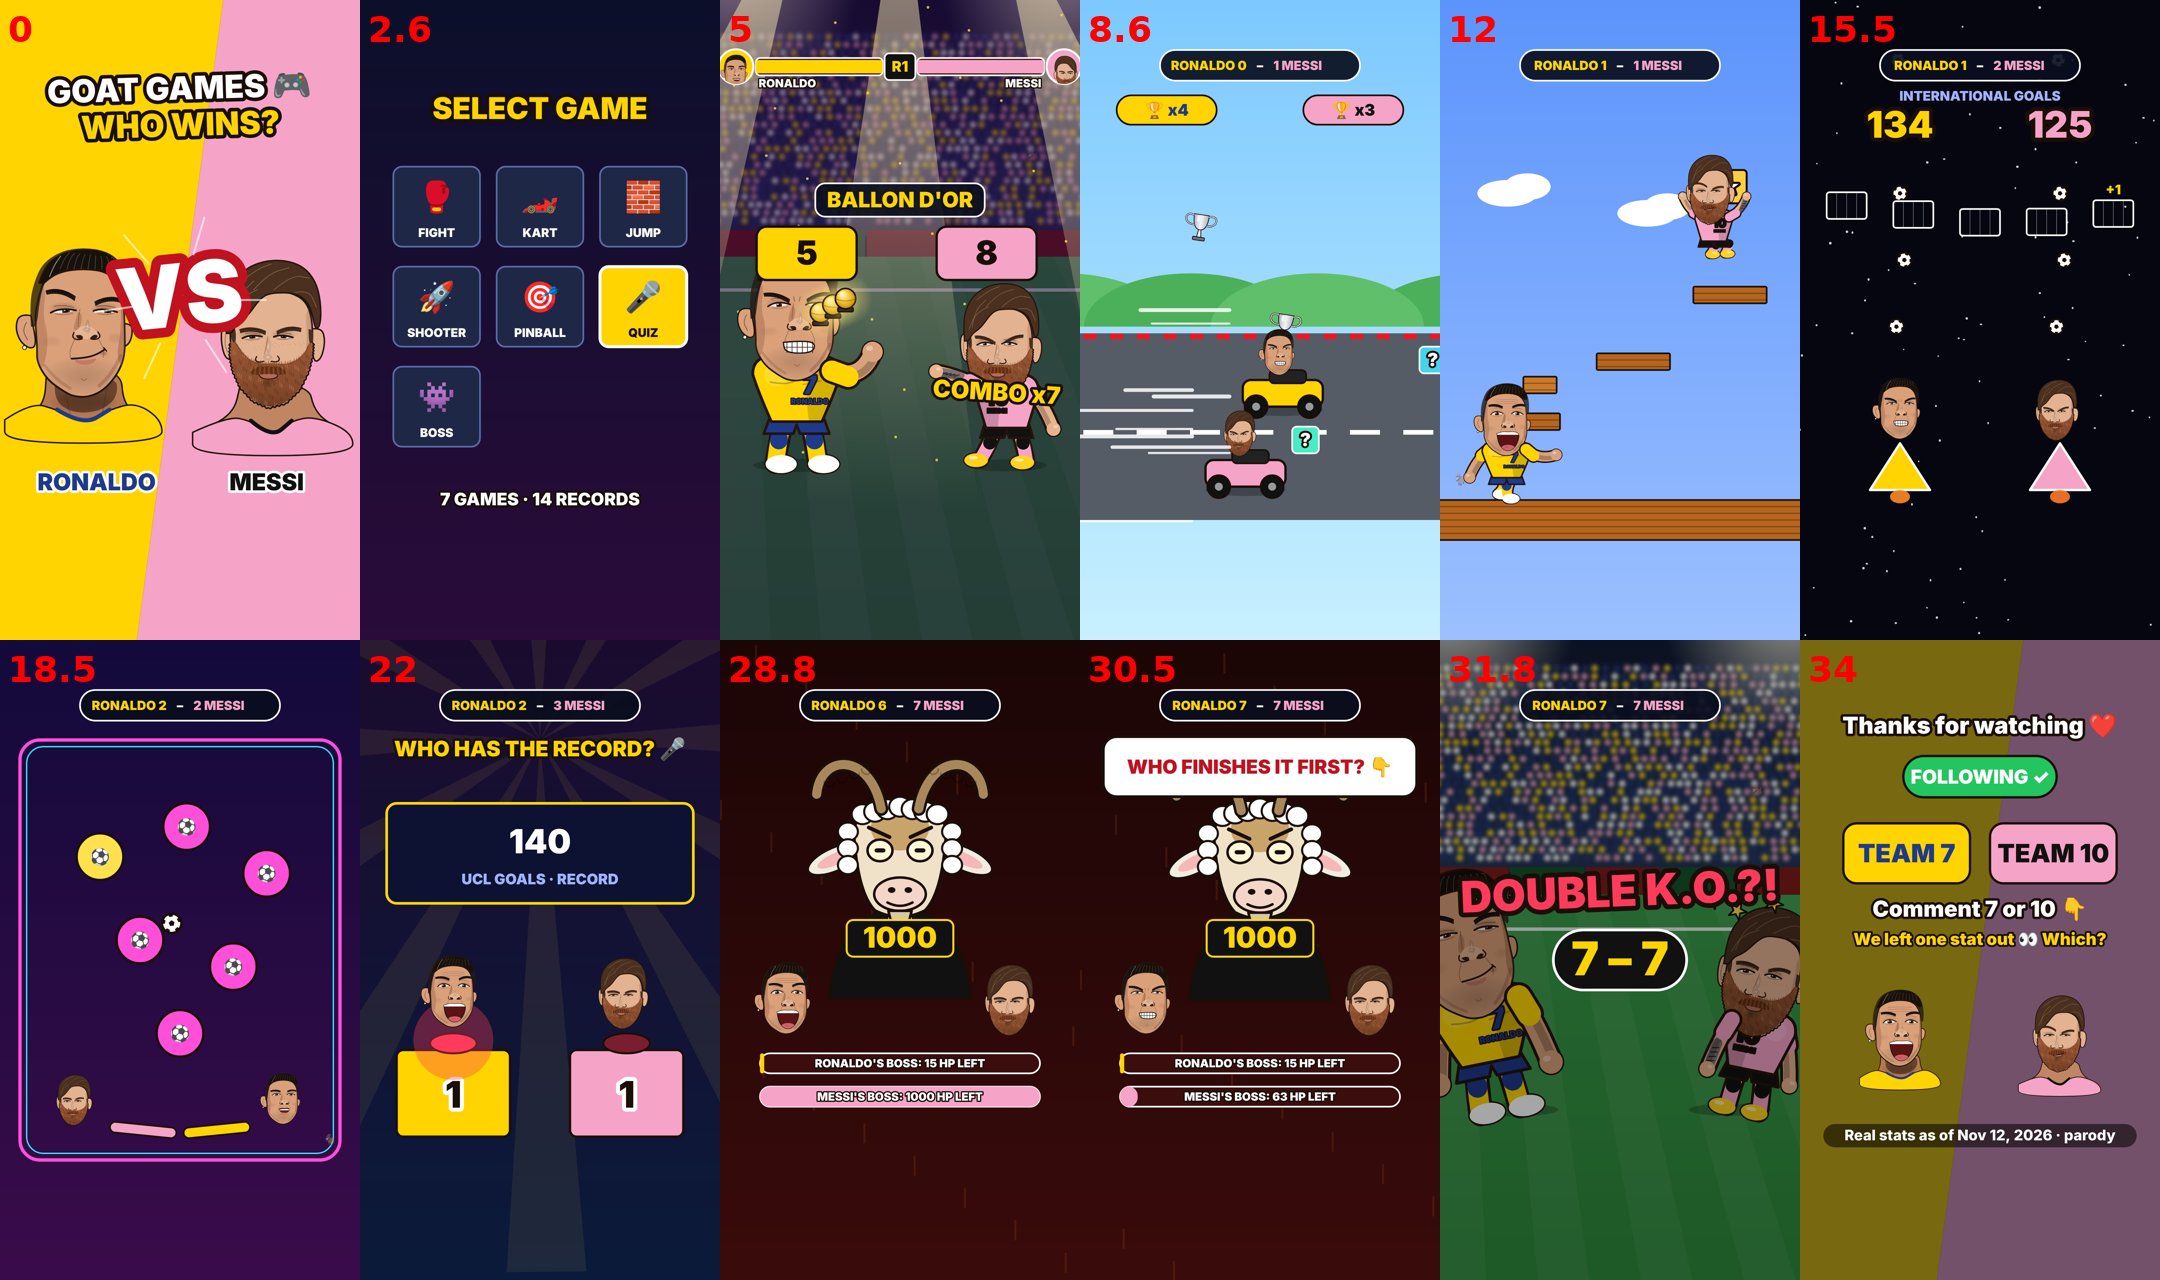 0
GOAT GAMES 🎮
WHO WINS?
VS
RONALDO
MESSI
2.6
SELECT GAME
FIGHT
KART
JUMP
SHOOTER
PINBALL
QUIZ
BOSS
7 GAMES · 14 RECORDS
5
R1
RONALDO
MESSI
BALLON D'OR
5
8
7
RONALDO
COMBO x7
8.6
RONALDO 0 – 1 MESSI
🏆 x4
🏆 x3
?
?
12
RONALDO 1 – 1 MESSI
7
15.5
RONALDO 1 – 2 MESSI
INTERNATIONAL GOALS
134
125
+1
18.5
RONALDO 2 – 2 MESSI
22
RONALDO 2 – 3 MESSI
WHO HAS THE RECORD? 🎤
140
UCL GOALS · RECORD
1
1
28.8
RONALDO 6 – 7 MESSI
1000
RONALDO'S BOSS: 15 HP LEFT
MESSI'S BOSS: 1000 HP LEFT
30.5
RONALDO 7 – 7 MESSI
WHO FINISHES IT FIRST? 👇
1000
RONALDO'S BOSS: 15 HP LEFT
MESSI'S BOSS: 63 HP LEFT
31.8
RONALDO 7 – 7 MESSI
DOUBLE K.O.?!
7 – 7
7
RONALDO
34
Thanks for watching ❤️
FOLLOWING ✓
TEAM 7
TEAM 10
Comment 7 or 10 👇
We left one stat out 👀 Which?
Real stats as of Nov 12, 2026 · parody